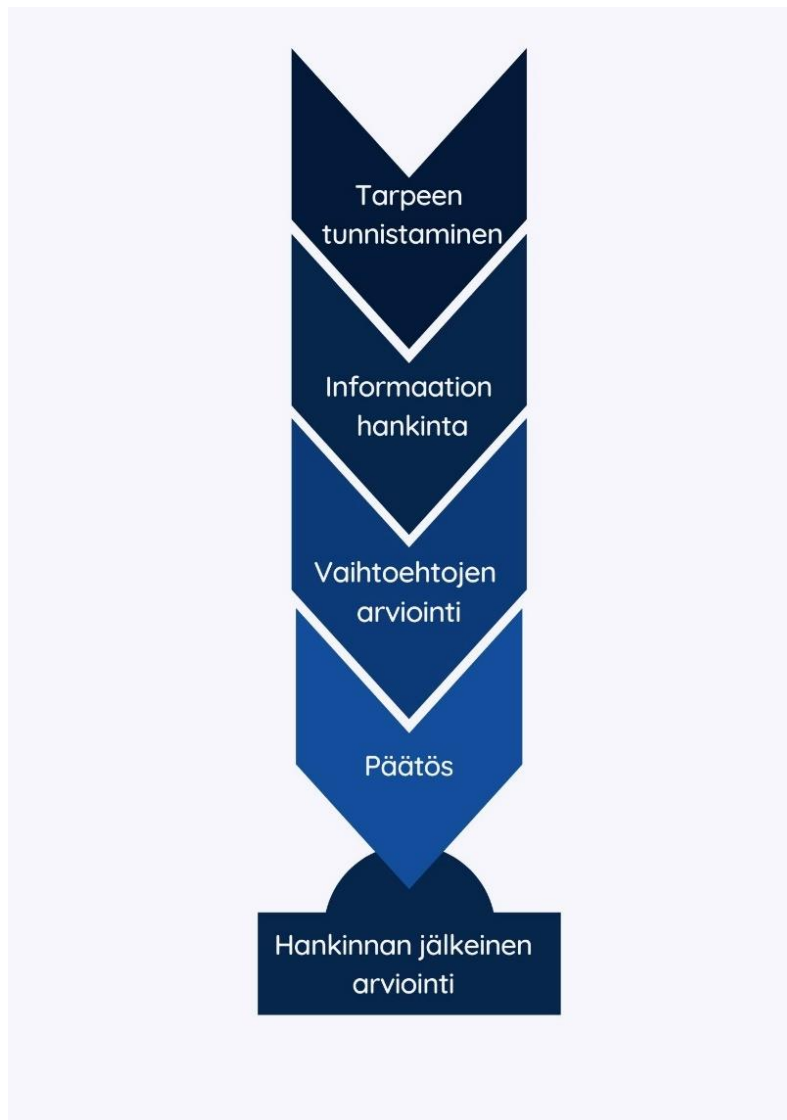 Tarpeen
tunnistaminen
Informaation
hankinta
Vaihtoehtojen
arviointi
Päätös
Hankinnan jälkeinen
arviointi